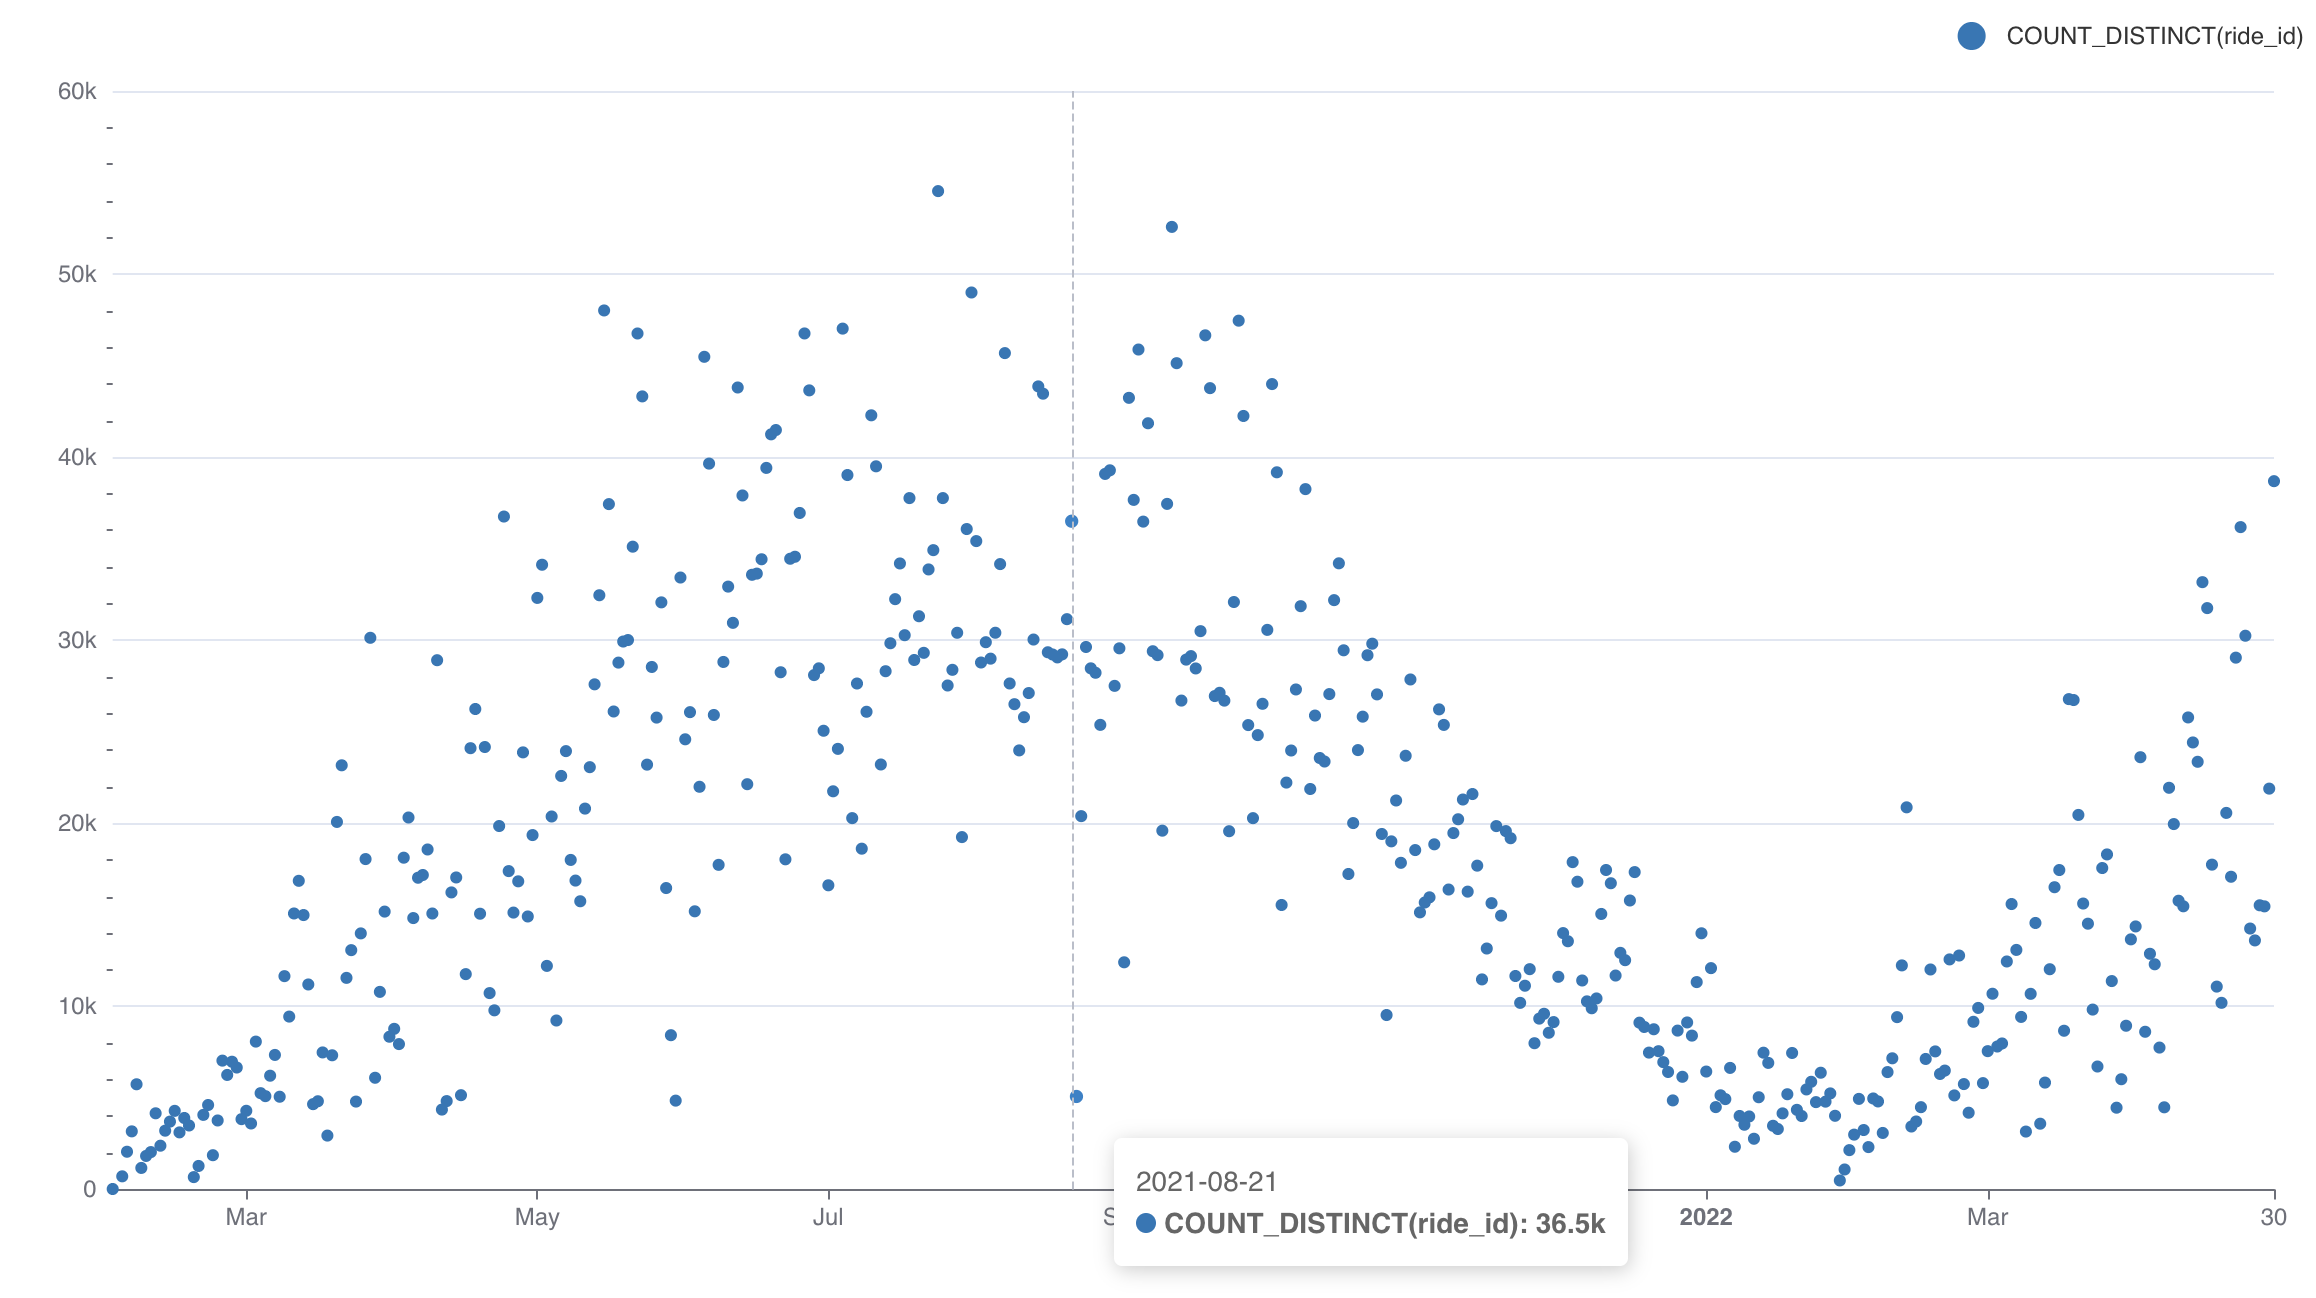 COUNT_DISTINCT(ride_id)
60k
50k
40k
30k
20k
10k
0
Mar May Jul S 2022 Mar 30
2021-08-21
COUNT_DISTINCT(ride_id): 36.5k